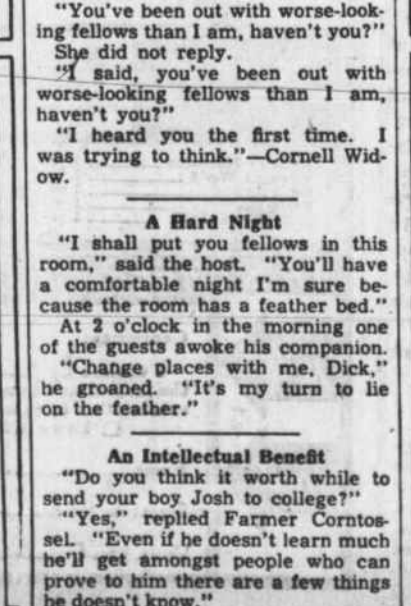 "You've been out with worse-look-
ing fellows than I am, haven't you?"
She did not reply.
"I said, you've been out with
worse-looking fellows than I am,
haven't you?"
"I heard you the first time. I
was trying to think."—Cornell Wid-
ow.
A Hard Night
"I shall put you fellows in this
room," said the host. "You'll have
a comfortable night I'm sure be-
cause the room has a feather bed."
At 2 o'clock in the morning one
of the guests awoke his companion.
"Change places with me, Dick,"
he groaned. "It's my turn to lie
on the feather."
An Intellectual Benefit
"Do you think it worth while to
send your boy Josh to college?"
"Yes," replied Farmer Corntos-
sel. "Even if he doesn't learn much
he'll get amongst people who can
prove to him there are a few things
he doesn't know."